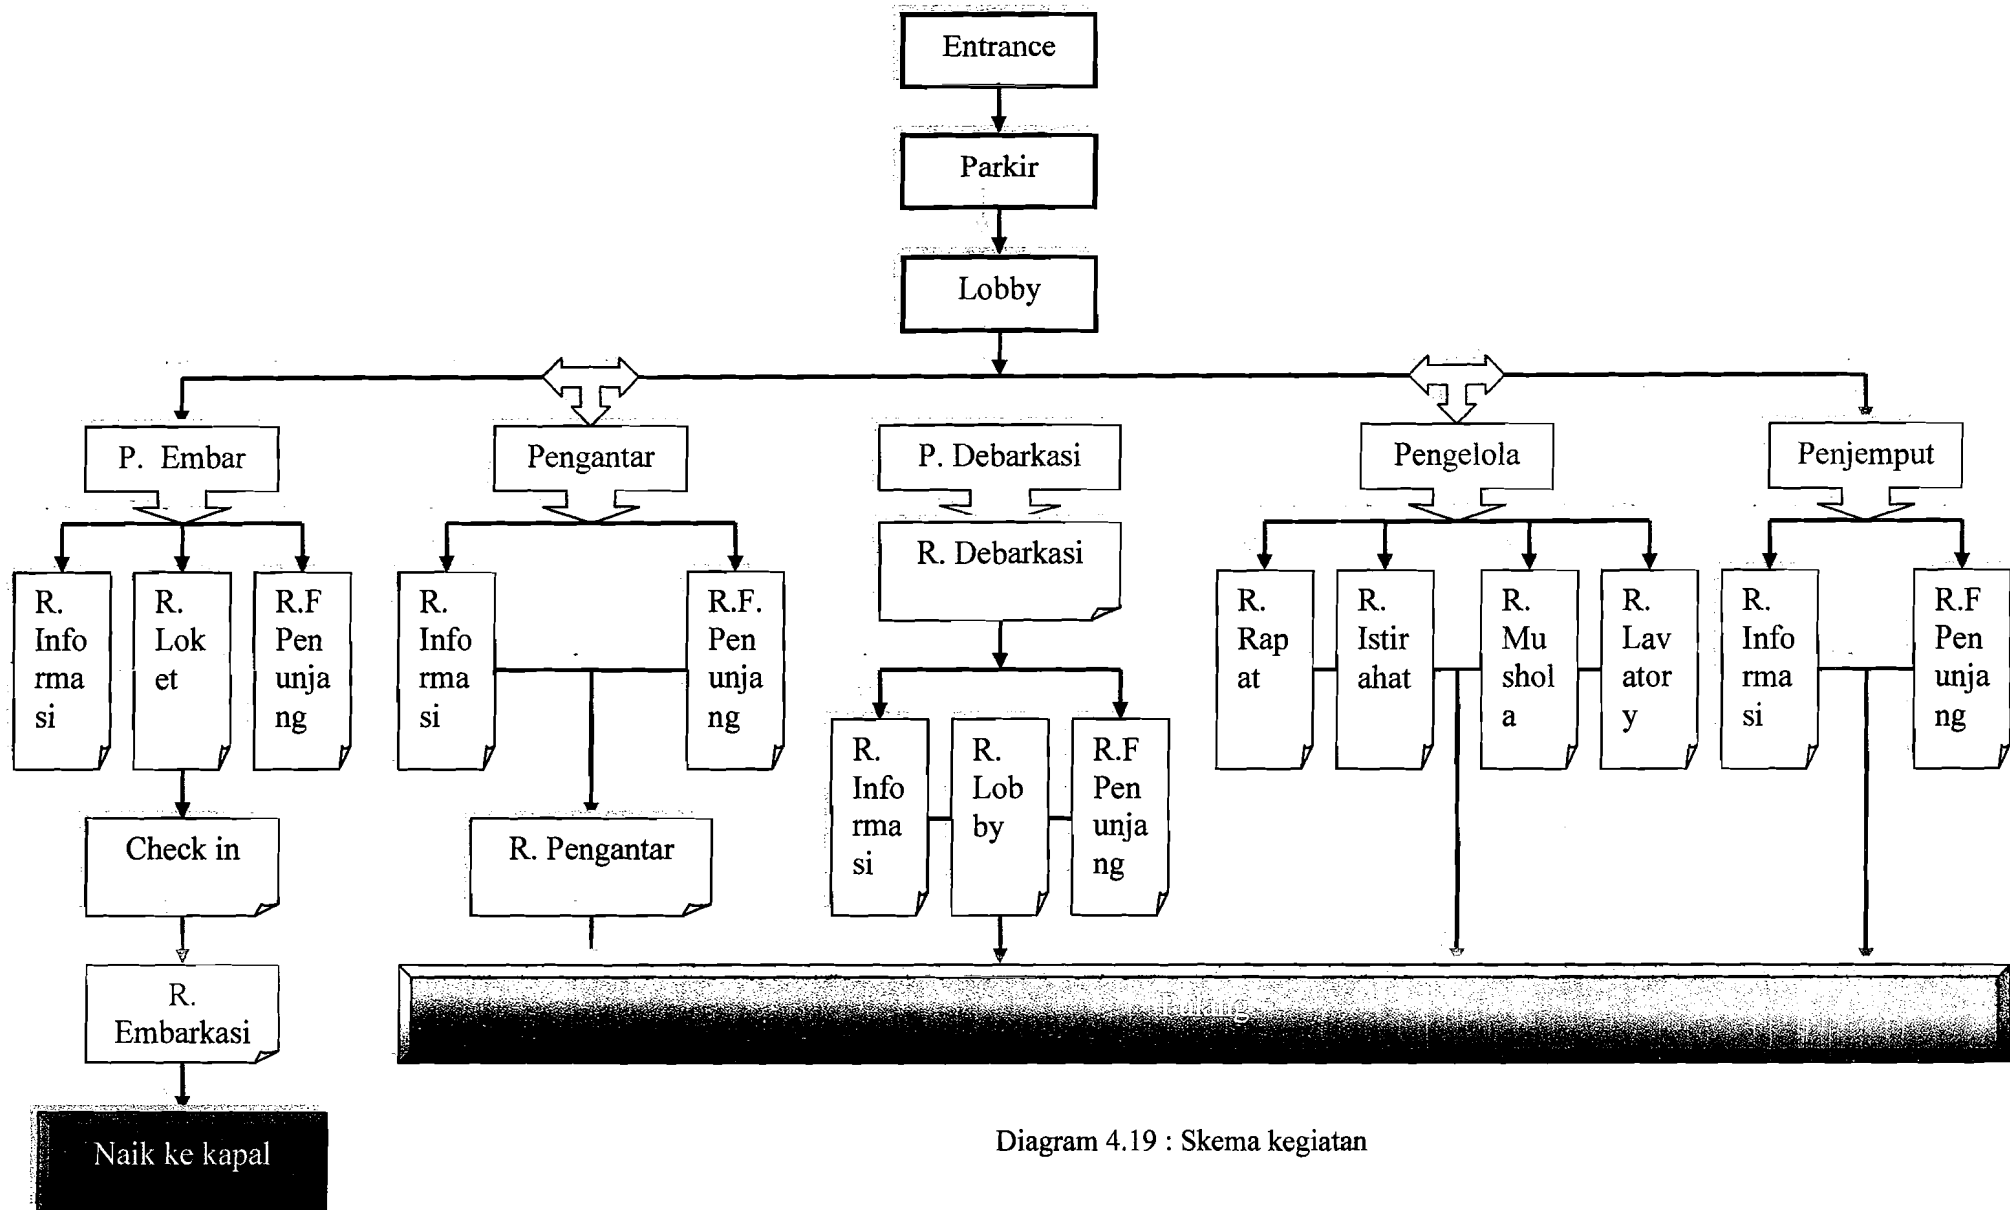 Entrance
Parkir
Lobby
P. Embar
Pengantar
P. Debarkasi
Pengelola
Penjemput
R.
Info
rma
si
R.
Lok
et
R.F
Pen
unja
ng
R.
Info
rma
si
R.F.
Pen
unja
ng
R. Debarkasi
R.
Rap
at
R.
Istir
ahat
R.
Mu
shol
a
R.
Lav
ator
y
R.
Info
rma
si
R.F
Pen
unja
ng
R.
Info
rma
si
R.
Lob
by
R.F
Pen
unja
ng
Check in
R. Pengantar
R.
Embarkasi
Pulang
Naik ke kapal
Diagram 4.19 : Skema kegiatan